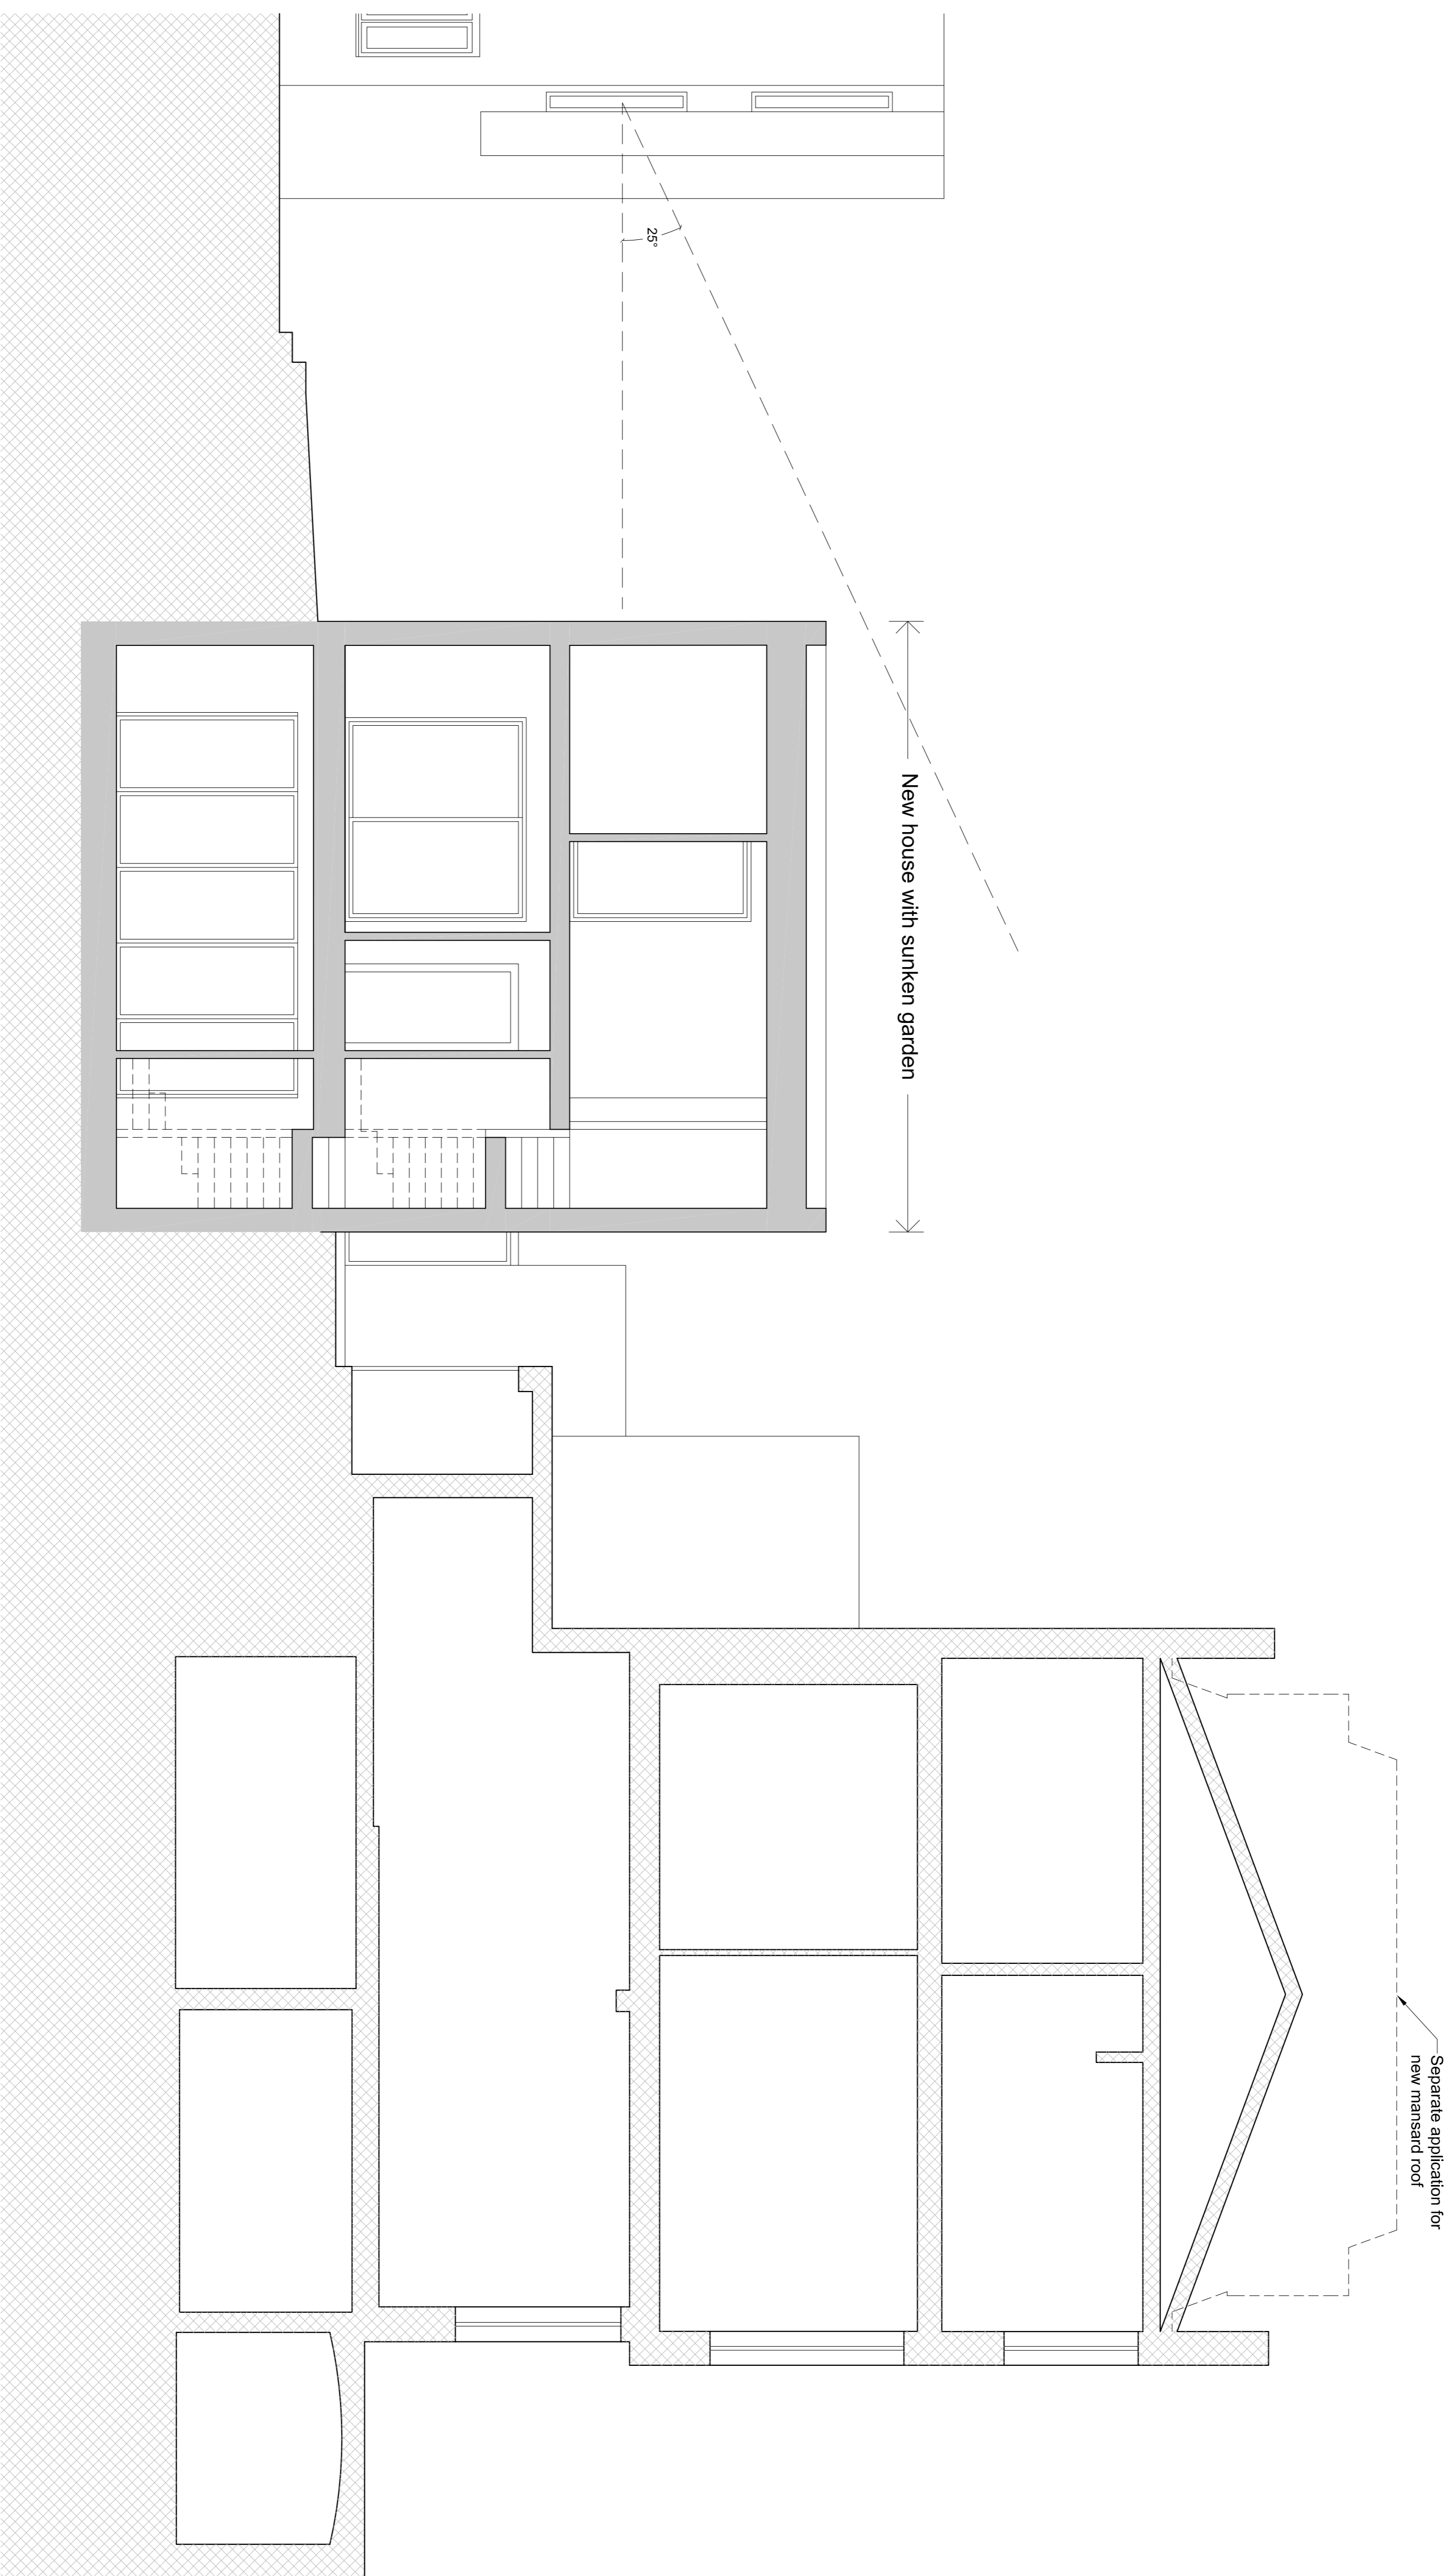 25°
New house with sunken garden
Separate application for
new mansard roof